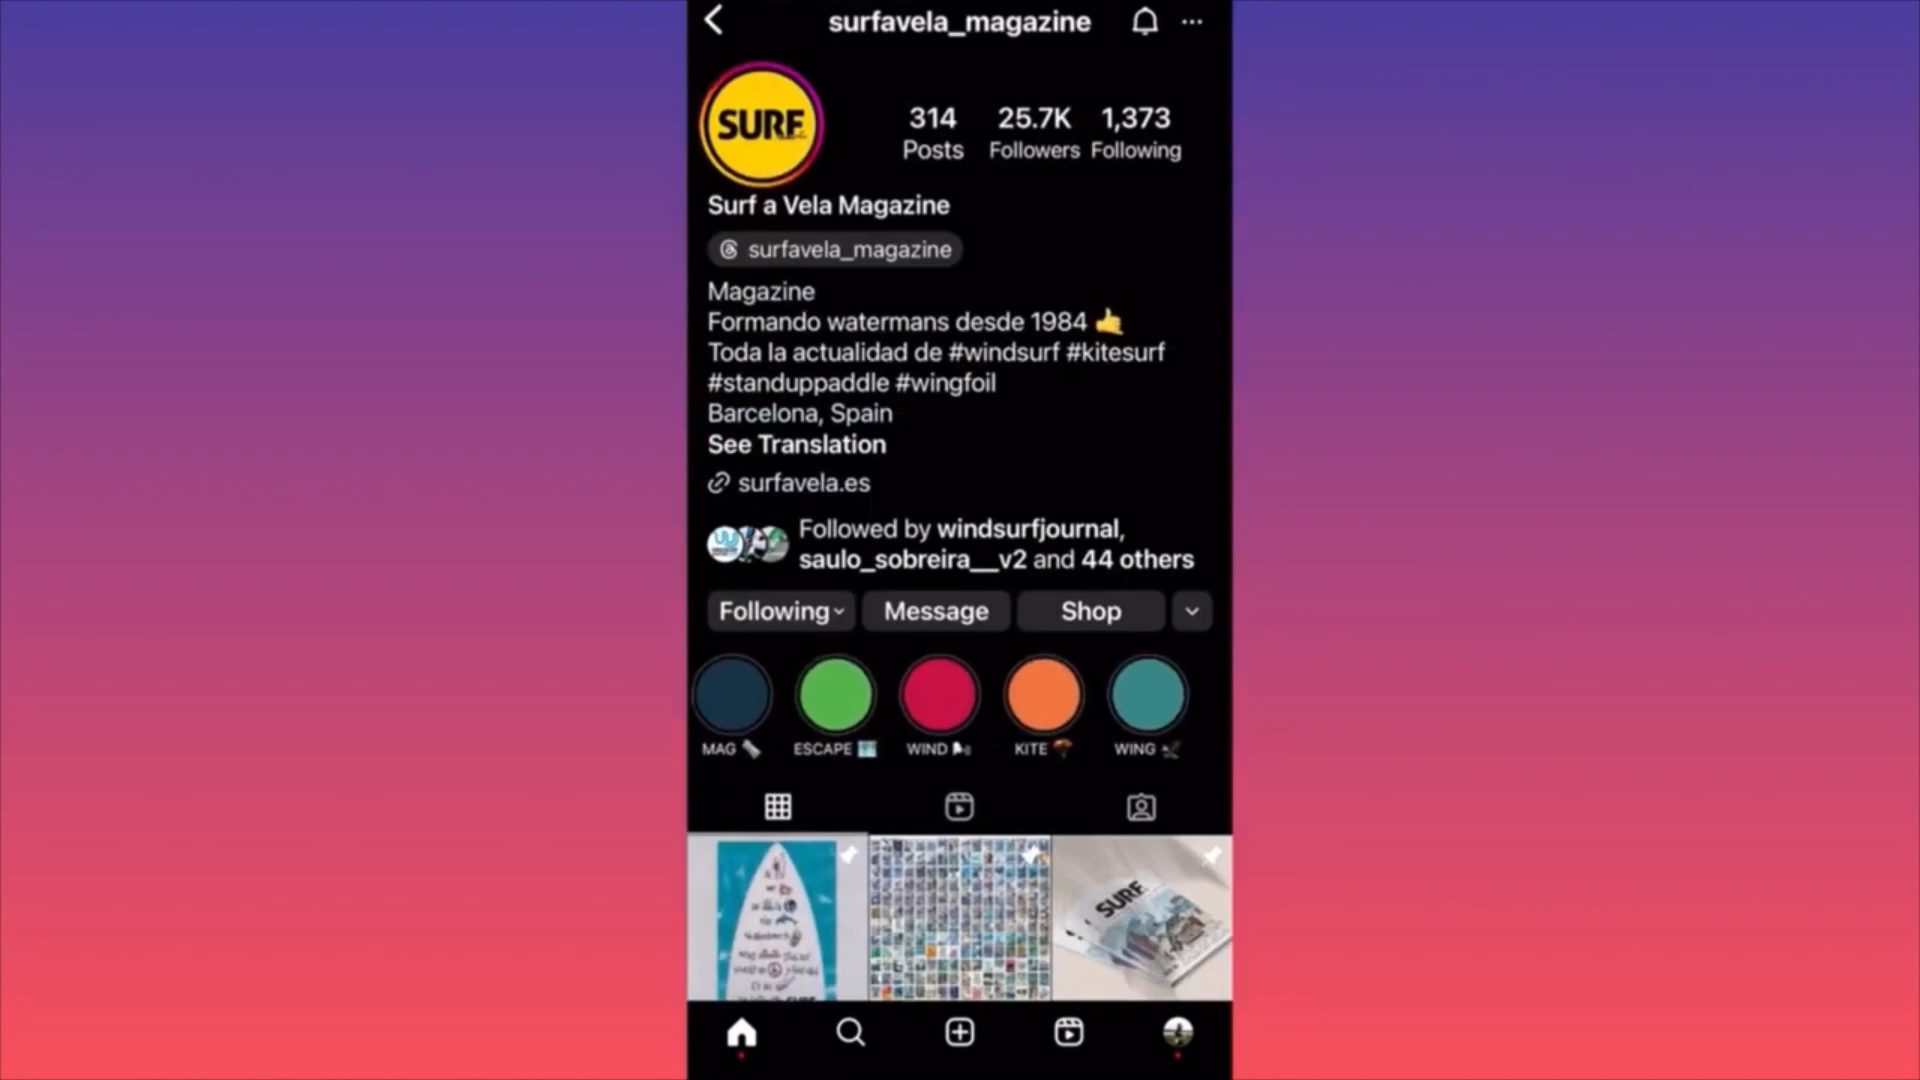 surfavela_magazine
SURF
314 25.7K 1,373
Posts Followers Following
Surf a Vela Magazine
surfavela_magazine
Magazine
Formando watermans desde 1984 🤙
Toda la actualidad de #windsurf #kitesurf
#standuppaddle #wingfoil
Barcelona, Spain
See Translation
surfavela.es
Followed by windsurfjournal,
saulo_sobreira__v2 and 44 others
Following Message Shop
MAG ESCAPE WIND KITE WING
SURF